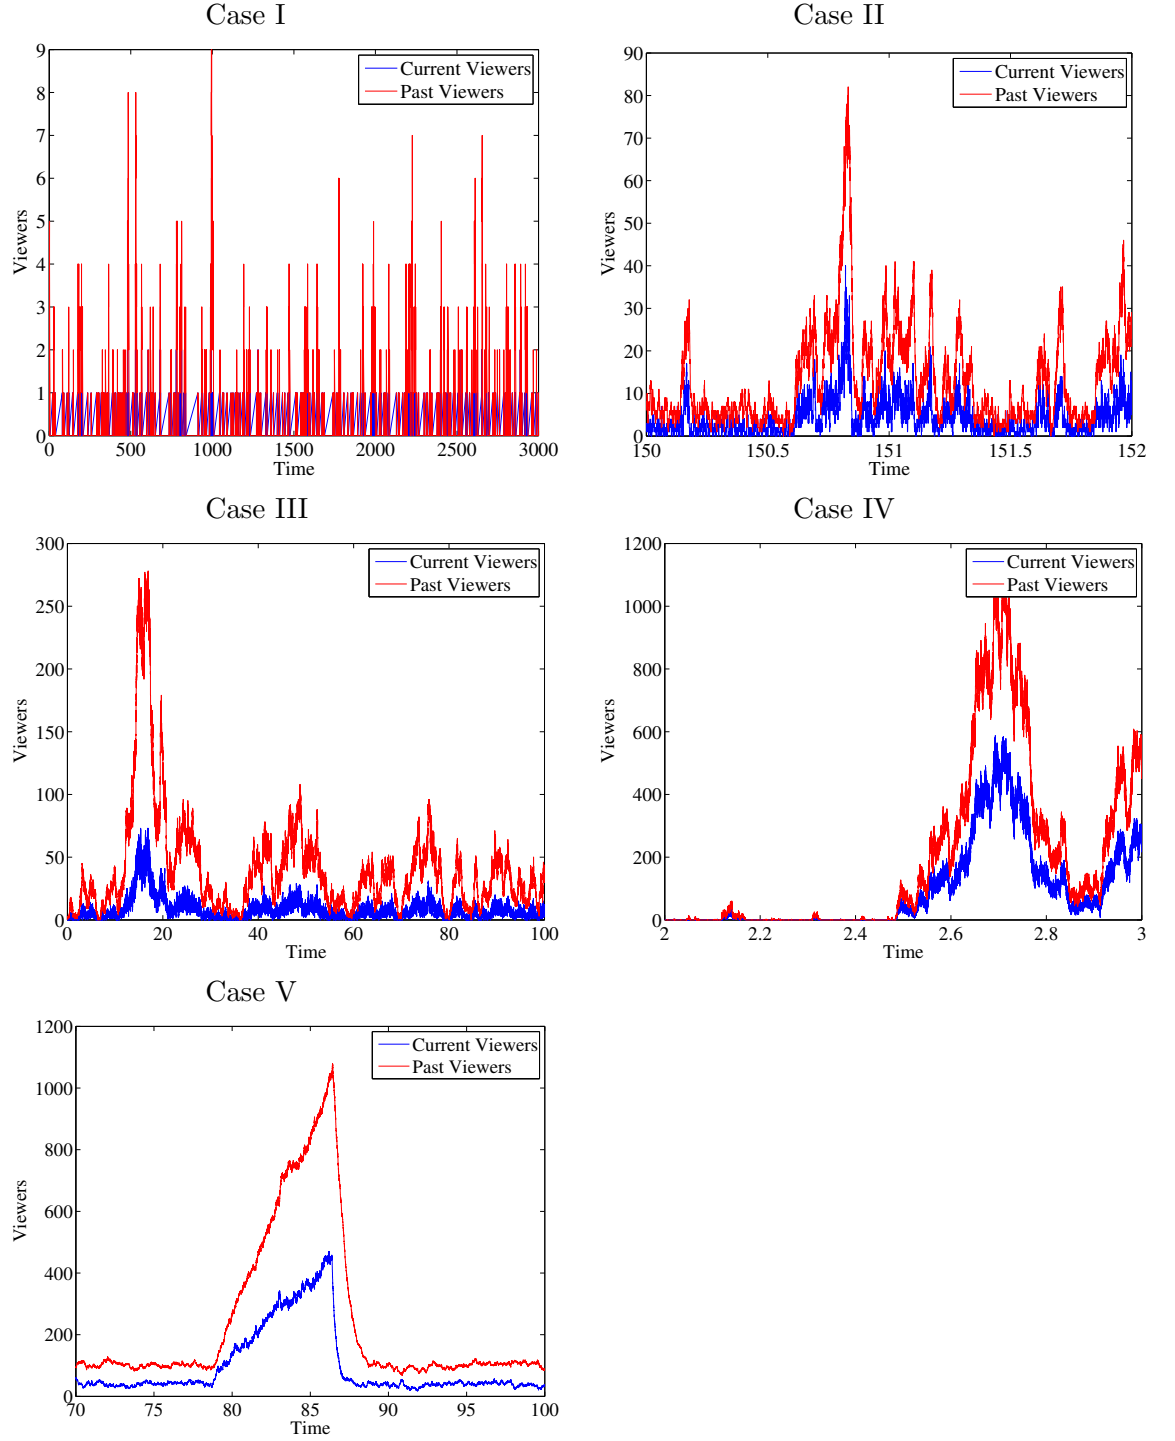 Case I
9
8
7
6
5
4
3
2
1
0
Viewers
Current Viewers
Past Viewers
0 500 1000 1500 2000 2500 3000
Time
Case II
90
80
70
60
50
40
30
20
10
0
Viewers
Current Viewers
Past Viewers
150 150.5 151 151.5 152
Time
Case III
300
250
200
150
100
50
0
Viewers
Current Viewers
Past Viewers
0 20 40 60 80 100
Time
Case IV
1200
1000
800
600
400
200
0
Viewers
Current Viewers
Past Viewers
2 2.2 2.4 2.6 2.8 3
Time
Case V
1200
1000
800
600
400
200
0
Viewers
Current Viewers
Past Viewers
70 75 80 85 90 95 100
Time